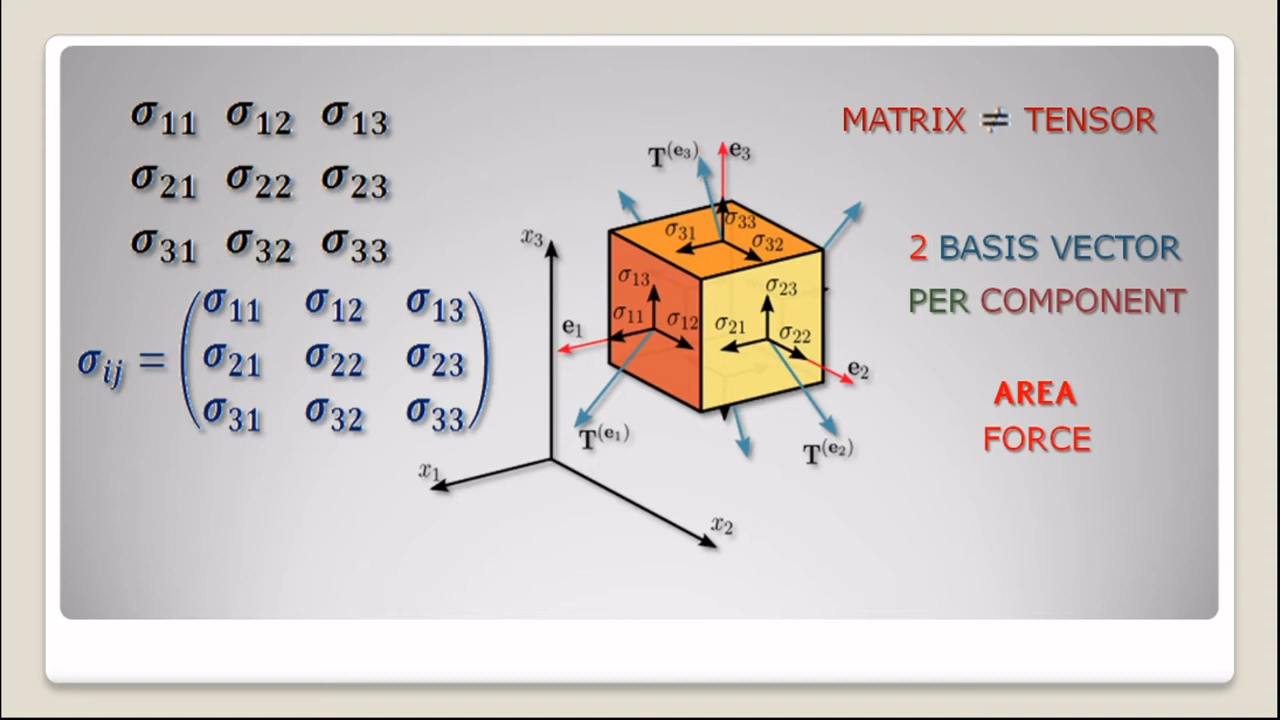 σ₁₁ σ₁₂ σ₁₃
σ₂₁ σ₂₂ σ₂₃
σ₃₁ σ₃₂ σ₃₃
σᵢⱼ = (σ₁₁ σ₁₂ σ₁₃
σ₂₁ σ₂₂ σ₂₃
σ₃₁ σ₃₂ σ₃₃)
T^(e₃) e₃
σ₃₃
σ₃₁ σ₃₂
x₃
σ₁₃ σ₂₃
σ₁₁ σ₁₂ σ₂₁ σ₂₂
e₁
e₂
T^(e₁) T^(e₂)
x₁
x₂
MATRIX ≠ TENSOR
2 BASIS VECTOR
PER COMPONENT
AREA
FORCE